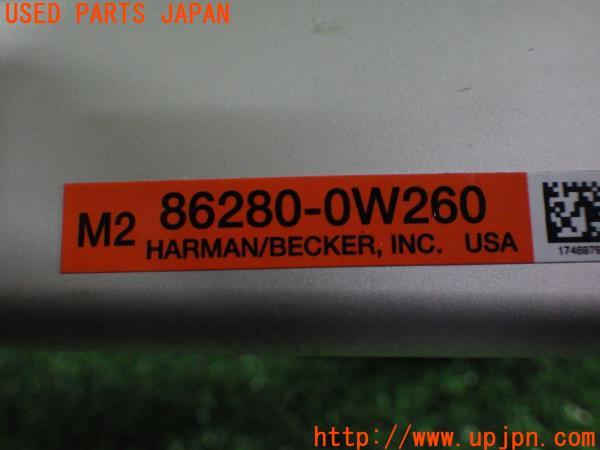 USED PARTS JAPAN
M2 86280-0W260
HARMAN/BECKER, INC. USA
http://www.upjpn.com/